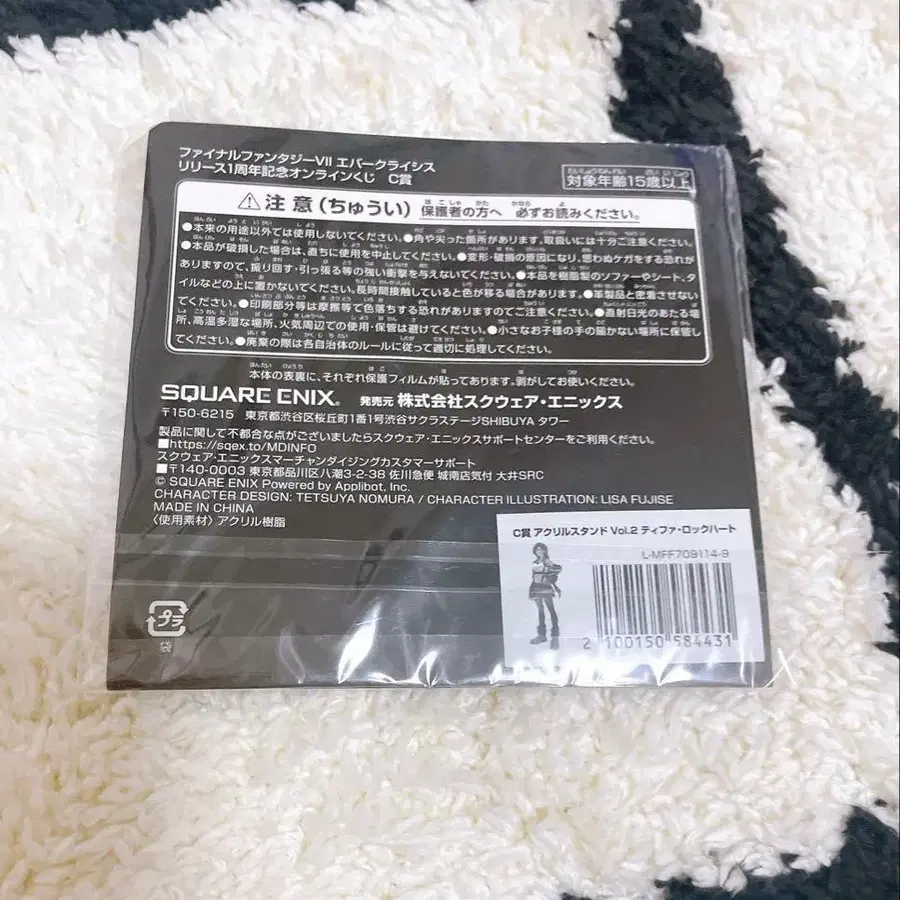 ファイナルファンタジーVII エバークライシス
リリース1周年記念オンラインくじ C賞
対象年齢15歳以上
⚠注意(ちゅうい) 保護者の方へ 必ずお読みください。
●本来の用途以外では使用しないでください。●角や尖った箇所があります。取扱いには十分ご注意ください。
●本品が破損した場合は、直ちに使用を中止してください。●変形・破損の原因になり、思わぬケガをする恐れが
ありますので、振り回す・引っ張る等の強い衝撃を与えないでください。●本品を樹脂製のソファーやシート、タ
イルなどの上に置かないでください。長時間接触していると色が移る場合があります。●革製品と密着させない
でください。●印刷部分等は摩擦等で色落ちする恐れがありますのでご注意ください。●直射日光のあたる場
所、高温多湿な場所、火気周辺での使用・保管は避けてください。●小さなお子様の手の届かない場所に保管し
てください。●廃棄の際は各自治体のルールに従って適切に処理してください。
本体の表裏に、それぞれ保護フィルムが貼ってあります。剥がしてお使いください。
SQUARE ENIX® 発売元 株式会社スクウェア・エニックス
〒150-6215 東京都渋谷区桜丘町1番1号渋谷サクラステージSHIBUYA タワー
製品に関して不都合な点がございましたらスクウェア・エニックスサポートセンターをご利用ください。
■https://sqex.to/MDINFO
スクウェア・エニックスマーチャンダイジングカスタマーサポート
■〒140-0003 東京都品川区八潮3-2-38 佐川急便 城南店気付 大井SRC
© SQUARE ENIX Powered by Applibot, Inc.
CHARACTER DESIGN: TETSUYA NOMURA / CHARACTER ILLUSTRATION: LISA FUJISE
MADE IN CHINA
〈使用素材〉アクリル樹脂
C賞 アクリルスタンド Vol.2 ティファ・ロックハート
L-MFF709114-9
2 100150 584431
プラ
袋